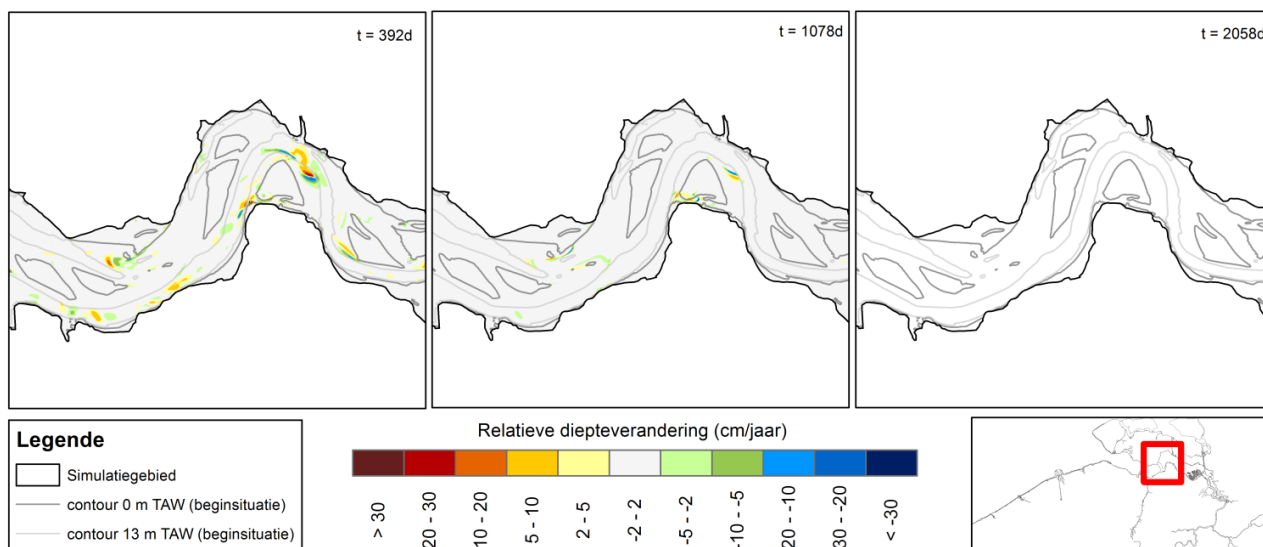 t = 392d
t = 1078d
t = 2058d
Legende
Simulatiegebied
contour 0 m TAW (beginsituatie)
contour 13 m TAW (beginsituatie)
Relatieve diepteverandering (cm/jaar)
> 30
20 - 30
10 - 20
5 - 10
2 - 5
-2 - 2
-5 - -2
-10 - -5
20 - -10
30 - -20
< -30